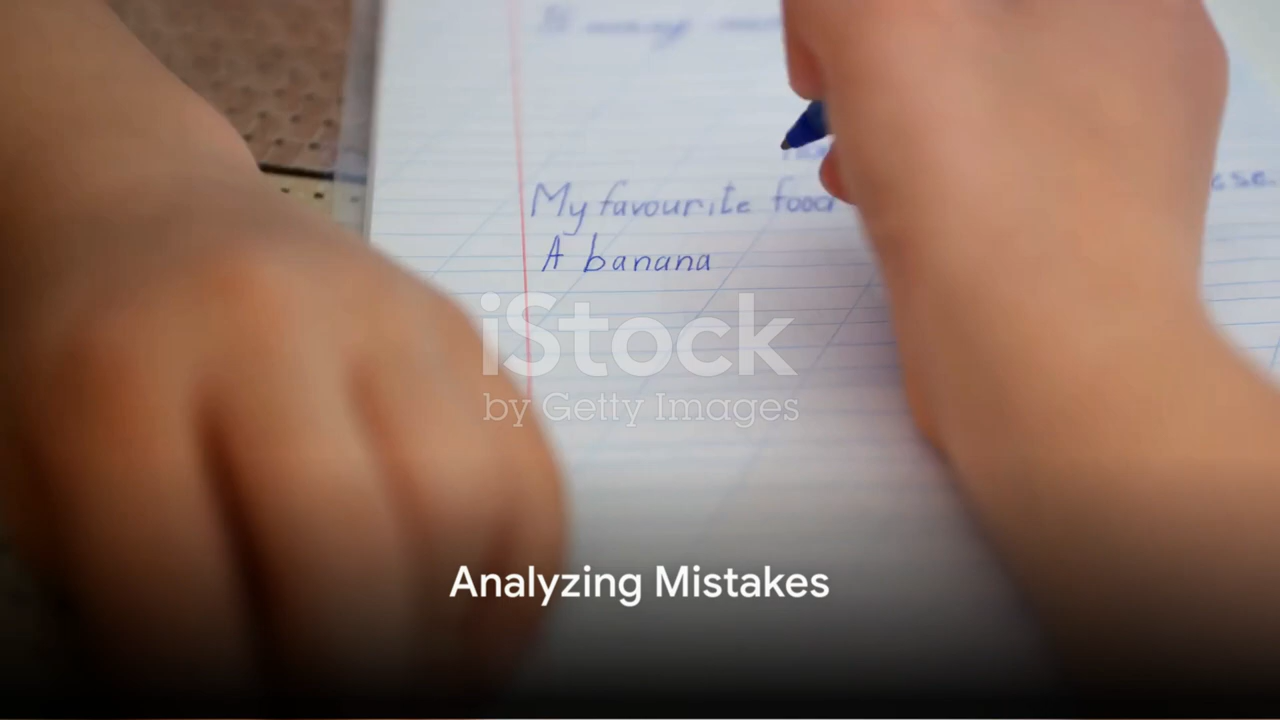 My favourite food
A banana
iStock
by Getty Images
Analyzing Mistakes